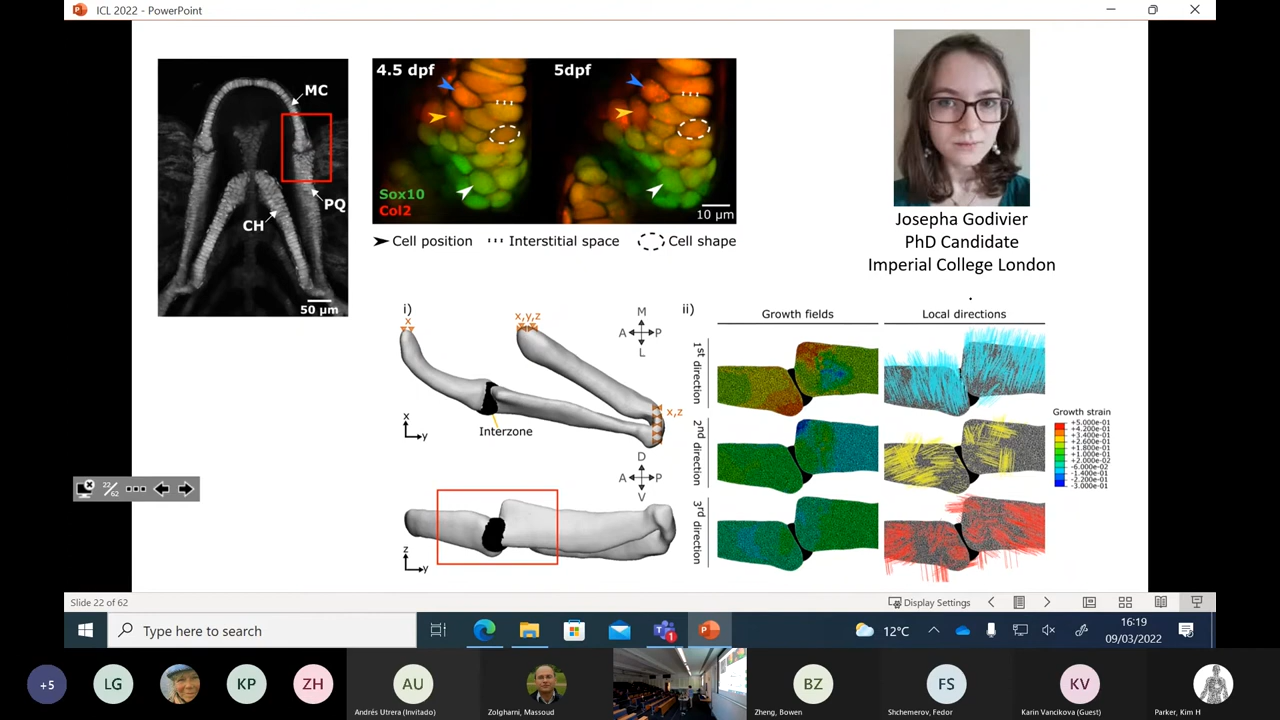 ICL 2022 - PowerPoint
MC
PQ
CH
50 µm
4.5 dpf
5dpf
Sox10
Col2
10 µm
Cell position
Interstitial space
Cell shape
Josepha Godivier
PhD Candidate
Imperial College London
.
i)
x
x,y,z
M
A P
L
x,z
Interzone
x
y
D
A P
V
z
y
ii)
Growth fields
Local directions
1st direction
2nd direction
3rd direction
Growth strain
+5.000e-01
+4.200e-01
+3.400e-01
+2.600e-01
+1.800e-01
+1.000e-01
+2.000e-02
-6.000e-02
-1.400e-01
-2.200e-01
-3.000e-01
22/62
Slide 22 of 62
Display Settings
Type here to search
1
12°C
16:19
09/03/2022
+5
LG
KP
ZH
AU
Andrés Utrera (Invitado)
Zolgharni, Massoud
BZ
Zheng, Bowen
FS
Shchemerov, Fedor
KV
Karin Vancikova (Guest)
Parker, Kim H